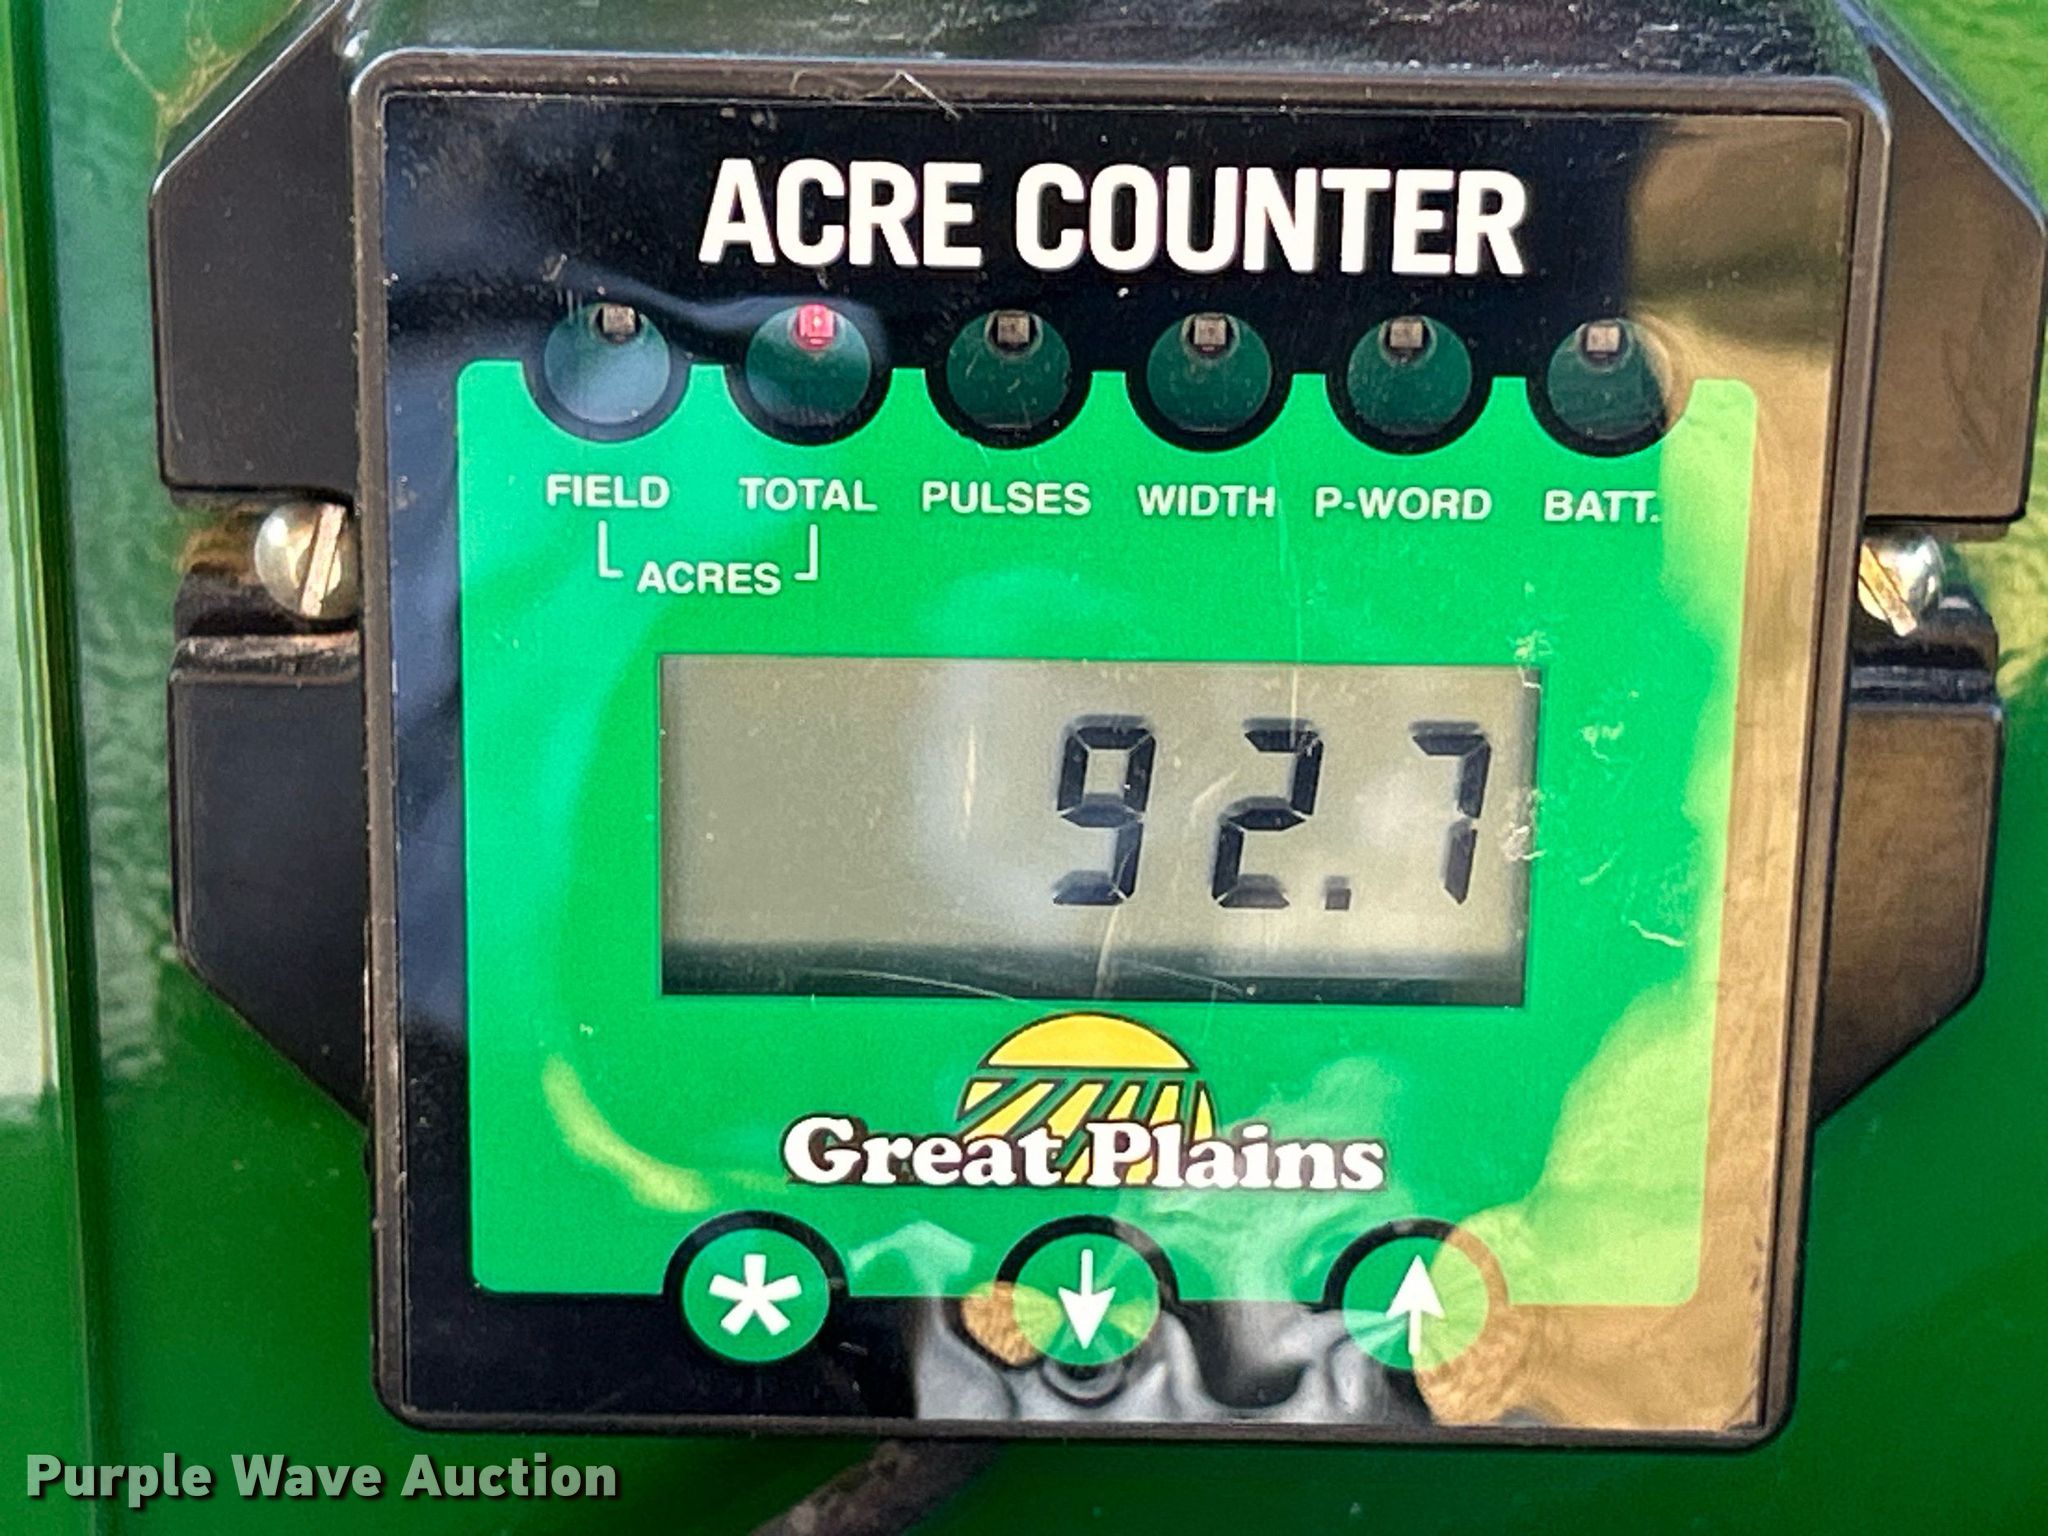 ACRE COUNTER
FIELD TOTAL PULSES WIDTH P-WORD BATT.
ACRES
92.7
Great Plains
*
Purple Wave Auction